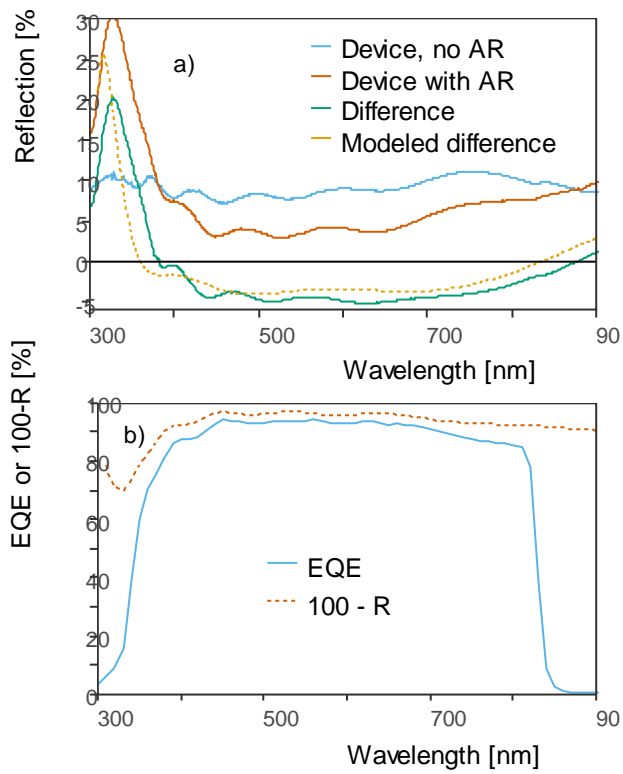 Reflection [%
30
25
20
15
10
5
0
-5
a)
Device, no AR
Device with AR
Difference
Modeled difference
300
500
700
90
Wavelength [nm]
EQE or 100-R [%]
100
80
60
40
20
0
b)
EQE
100 - R
300
500
700
90
Wavelength [nm]